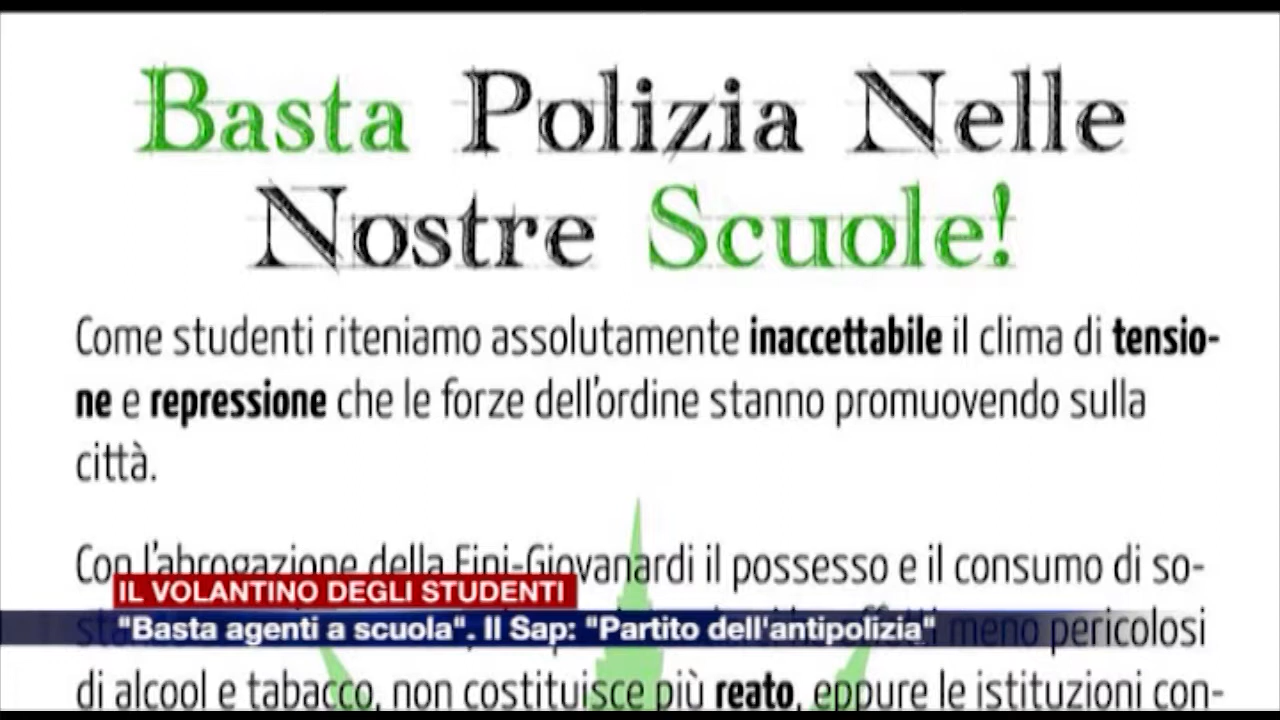 Basta Polizia Nelle
Nostre Scuole!
Come studenti riteniamo assolutamente inaccettabile il clima di tensio-
ne e repressione che le forze dell'ordine stanno promuovendo sulla
città.
Con l'abrogazione della Fini-Giovanardi il possesso e il consumo di so-
IL VOLANTINO DEGLI STUDENTI
"Basta agenti a scuola". Il Sap: "Partito dell'antipolizia"
meno pericolosi
di alcool e tabacco, non costituisce più reato, eppure le istituzioni con-